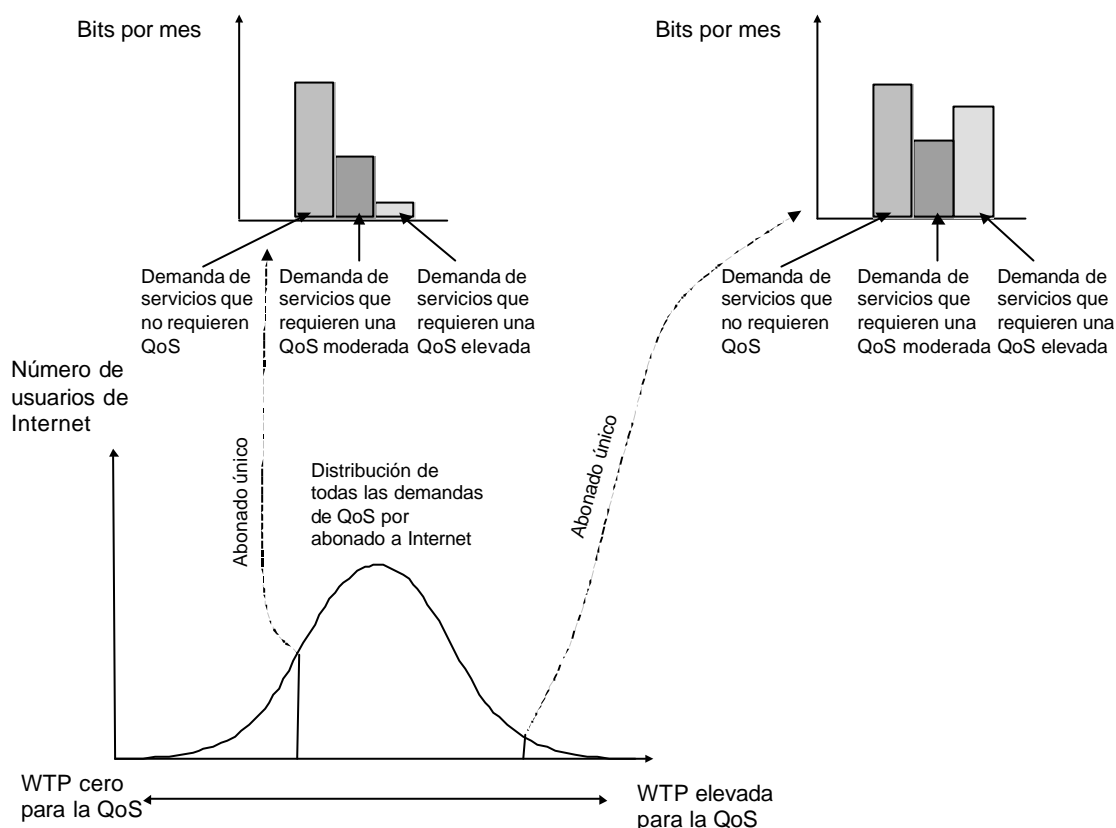 Bits por mes
Demanda de
servicios que
no requieren
QoS
Demanda de
servicios que
requieren una
QoS moderada
Demanda de
servicios que
requieren una
QoS elevada
Bits por mes
Demanda de
servicios que
no requieren
QoS
Demanda de
servicios que
requieren una
QoS moderada
Demanda de
servicios que
requieren una
QoS elevada
Número de
usuarios de
Internet
Abonado único
Distribución de
todas las demandas
de QoS por
abonado a Internet
Abonado único
WTP cero
para la QoS
WTP elevada
para la QoS